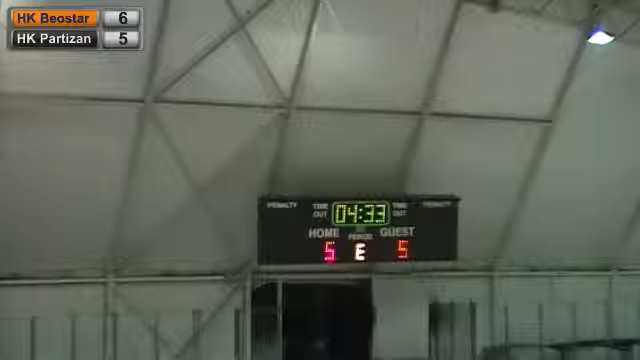 HK Beostar 6
HK Partizan 5
PENALTY TIME OUT 04:33 TIME OUT PENALTY
HOME PERIOD GUEST
5 E 5